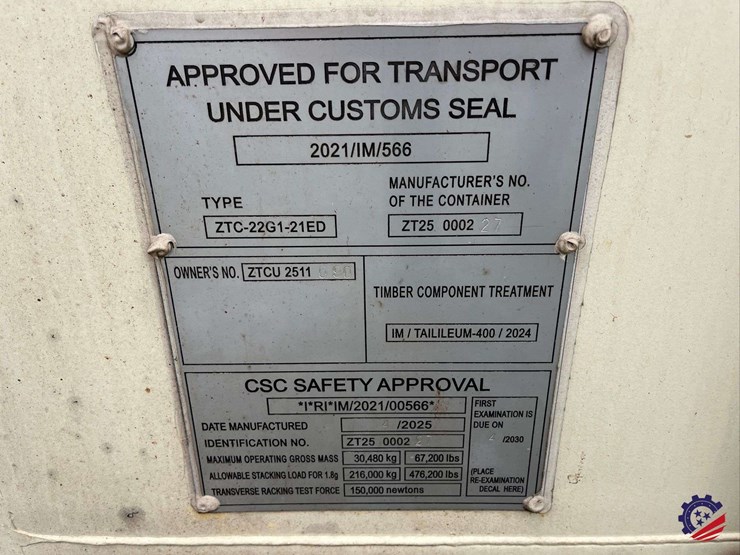 APPROVED FOR TRANSPORT
UNDER CUSTOMS SEAL
2021/IM/566
TYPE
ZTC-22G1-21ED
MANUFACTURER'S NO.
OF THE CONTAINER
ZT25 0002 27
OWNER'S NO. ZTCU 2511
TIMBER COMPONENT TREATMENT
IM / TAILILEUM-400 / 2024
CSC SAFETY APPROVAL
*I*RI*IM/2021/00566*
DATE MANUFACTURED 4 /2025
IDENTIFICATION NO. ZT25 0002
MAXIMUM OPERATING GROSS MASS 30,480 kg 67,200 lbs
ALLOWABLE STACKING LOAD FOR 1.8g 216,000 kg 476,200 lbs
TRANSVERSE RACKING TEST FORCE 150,000 newtons
FIRST
EXAMINATION IS
DUE ON
/2030
(PLACE
RE-EXAMINATION
DECAL HERE)